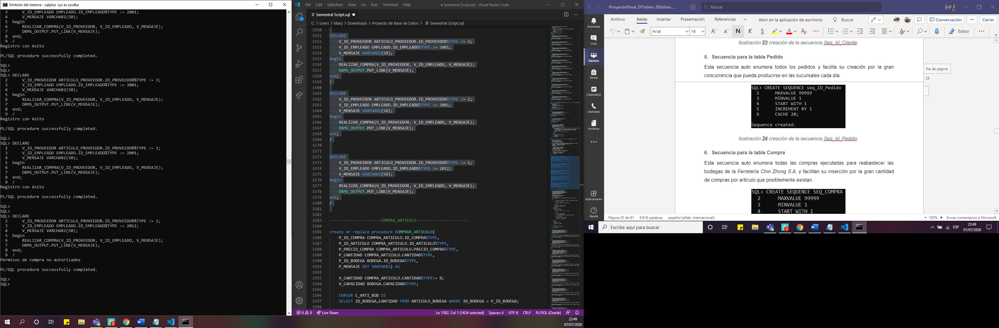 Símbolo del sistema - sqlplus  sys as sysdba
3     V_ID_EMPLEADO EMPLEADO.ID_EMPLEADO%TYPE := 2001;
4     V_MENSAJE VARCHAR2(50);
5  begin
6     REALIZAR_COMPRA(V_ID_PROVEEDOR, V_ID_EMPLEADO, V_MENSAJE);
7     DBMS_OUTPUT.PUT_LINE(V_MENSAJE);
8  end;
9  /
Registro con éxito
PL/SQL procedure successfully completed.
SQL>
SQL>
SQL> DECLARE
2     V_ID_PROVEEDOR ARTICULO_PROVEEDOR.ID_PROVEEDOR%TYPE := 3;
3     V_ID_EMPLEADO EMPLEADO.ID_EMPLEADO%TYPE := 3001;
4     V_MENSAJE VARCHAR2(50);
5  begin
6     REALIZAR_COMPRA(V_ID_PROVEEDOR, V_ID_EMPLEADO, V_MENSAJE);
7     DBMS_OUTPUT.PUT_LINE(V_MENSAJE);
8  end;
9  /
Registro con éxito
PL/SQL procedure successfully completed.
SQL>
SQL> DECLARE
2     V_ID_PROVEEDOR ARTICULO_PROVEEDOR.ID_PROVEEDOR%TYPE := 1;
3     V_ID_EMPLEADO EMPLEADO.ID_EMPLEADO%TYPE := 2001;
4     V_MENSAJE VARCHAR2(50);
5  begin
6     REALIZAR_COMPRA(V_ID_PROVEEDOR, V_ID_EMPLEADO, V_MENSAJE);
7     DBMS_OUTPUT.PUT_LINE(V_MENSAJE);
8  end;
9  /
Registro con éxito
PL/SQL procedure successfully completed.
SQL>
SQL>
SQL> DECLARE
2     V_ID_PROVEEDOR ARTICULO_PROVEEDOR.ID_PROVEEDOR%TYPE := 1;
3     V_ID_EMPLEADO EMPLEADO.ID_EMPLEADO%TYPE := 2012;
4     V_MENSAJE VARCHAR2(50);
5  begin
6     REALIZAR_COMPRA(V_ID_PROVEEDOR, V_ID_EMPLEADO, V_MENSAJE);
7     DBMS_OUTPUT.PUT_LINE(V_MENSAJE);
8  end;
9  /
Permisos de compra no autorizados
PL/SQL procedure successfully completed.
SQL>
SQL>
File Edit Selection View Go Run Terminal Help ● Semestral Script.sql - Visual Studio Code
Semestral Script.sql ●
C: > Users > Mary > Downloads > Proyecto de Base de Datos > Semestral Script.sql
1550
1551 DECLARE
1552     V_ID_PROVEEDOR ARTICULO_PROVEEDOR.ID_PROVEEDOR%TYPE := 3;
1553     V_ID_EMPLEADO EMPLEADO.ID_EMPLEADO%TYPE := 3001;
1554     V_MENSAJE VARCHAR2(50);
1555 begin
1556     REALIZAR_COMPRA(V_ID_PROVEEDOR, V_ID_EMPLEADO, V_MENSAJE);
1557     DBMS_OUTPUT.PUT_LINE(V_MENSAJE);
1558 end;
1559 /
1560
1561 DECLARE
1562     V_ID_PROVEEDOR ARTICULO_PROVEEDOR.ID_PROVEEDOR%TYPE := 1;
1563     V_ID_EMPLEADO EMPLEADO.ID_EMPLEADO%TYPE := 2001;
1564     V_MENSAJE VARCHAR2(50);
1565 begin
1566     REALIZAR_COMPRA(V_ID_PROVEEDOR, V_ID_EMPLEADO, V_MENSAJE);
1567     DBMS_OUTPUT.PUT_LINE(V_MENSAJE);
1568 end;
1569 /
1570
1571
1572 DECLARE
1573     V_ID_PROVEEDOR ARTICULO_PROVEEDOR.ID_PROVEEDOR%TYPE := 1;
1574     V_ID_EMPLEADO EMPLEADO.ID_EMPLEADO%TYPE := 2012;
1575     V_MENSAJE VARCHAR2(50);
1576 begin
1577     REALIZAR_COMPRA(V_ID_PROVEEDOR, V_ID_EMPLEADO, V_MENSAJE);
1578     DBMS_OUTPUT.PUT_LINE(V_MENSAJE);
1579 end;
1580 /
1581
1582
1583 ----------------------COMPRA_ARTICULO----------------------
1584
1585 create or replace procedure COMPRAR_ARTICULO(
1586     P_ID_COMPRA COMPRA_ARTICULO.ID_COMPRA%TYPE,
1587     P_ID_ARTICULO COMPRA_ARTICULO.ID_ARTICULO%TYPE,
1588     P_PRECIO_COMPRA COMPRA_ARTICULO.PRECIO_COMPRA%TYPE,
1589     P_CANTIDAD COMPRA_ARTICULO.CANTIDAD%TYPE,
1590     P_ID_BODEGA BODEGA.ID_BODEGA%TYPE,
1591     P_MENSAJE OUT VARCHAR2) AS
1592
1593     V_CANTIDAD COMPRA_ARTICULO.CANTIDAD%TYPE:= 0;
1594     V_CAPACIDAD BODEGA.CAPACIDAD%TYPE;
1595
1596     CURSOR C_ARTI_BOD IS
1597     SELECT ID_BODEGA,CANTIDAD FROM ARTICULO_BODEGA WHERE ID_BODEGA = P_ID_BODEGA;
1598
0 0 Live Share Ln 1582, Col 1 (1424 selected) Spaces: 4 UTF-8 CRLF PL/SQL (Oracle)
22:49
07/07/2020
ProyectoFinal_DTuñón_DSalina... Buscar
Archivo Inicio Insertar Presentación Referencias Abrir en la aplicación de escritorio Buscar Conversación ... Cerrar
Arial 14 N K S Editor
Actividad
Chat
Equipos
Tareas
Calendario
Llamadas
Archivos
Aplicaciones
Ayuda
Ilustración 23 creación de la secuencia Seq_Id_Cliente.
5. Secuencia para la tabla Pedido
Esta secuencia auto enumera todos los pedidos y facilita su creación por la gran
concurrencia que pueda producirse en las sucursales cada día.
Pie de página
28
SQL> CREATE SEQUENCE seq_ID_Pedido
2     MAXVALUE 99999
3     MINVALUE 1
4     START WITH 1
5     INCREMENT BY 1
6     CACHE 20;
Sequence created.
Ilustración 24 creación de la secuencia Seq_Id_Pedido.
6. Secuencia para la tabla Compra
Esta secuencia auto enumera todas las compras ejecutadas para reabastecer las
bodegas de la Ferretería Chin Zhong S.A. y facilitan su inserción por la gran cantidad
de compras por artículo que posiblemente existan.
SQL> CREATE SEQUENCE SEQ_COMPRA
2     MAXVALUE 99999
3     MINVALUE 1
4     START WITH 1
Página 25 de 81 9.816 palabras español (alfab. internacional) - 100% + Enviar comentarios a Microsoft
Escribe aquí para buscar
9
ESP
22:49
07/07/2020